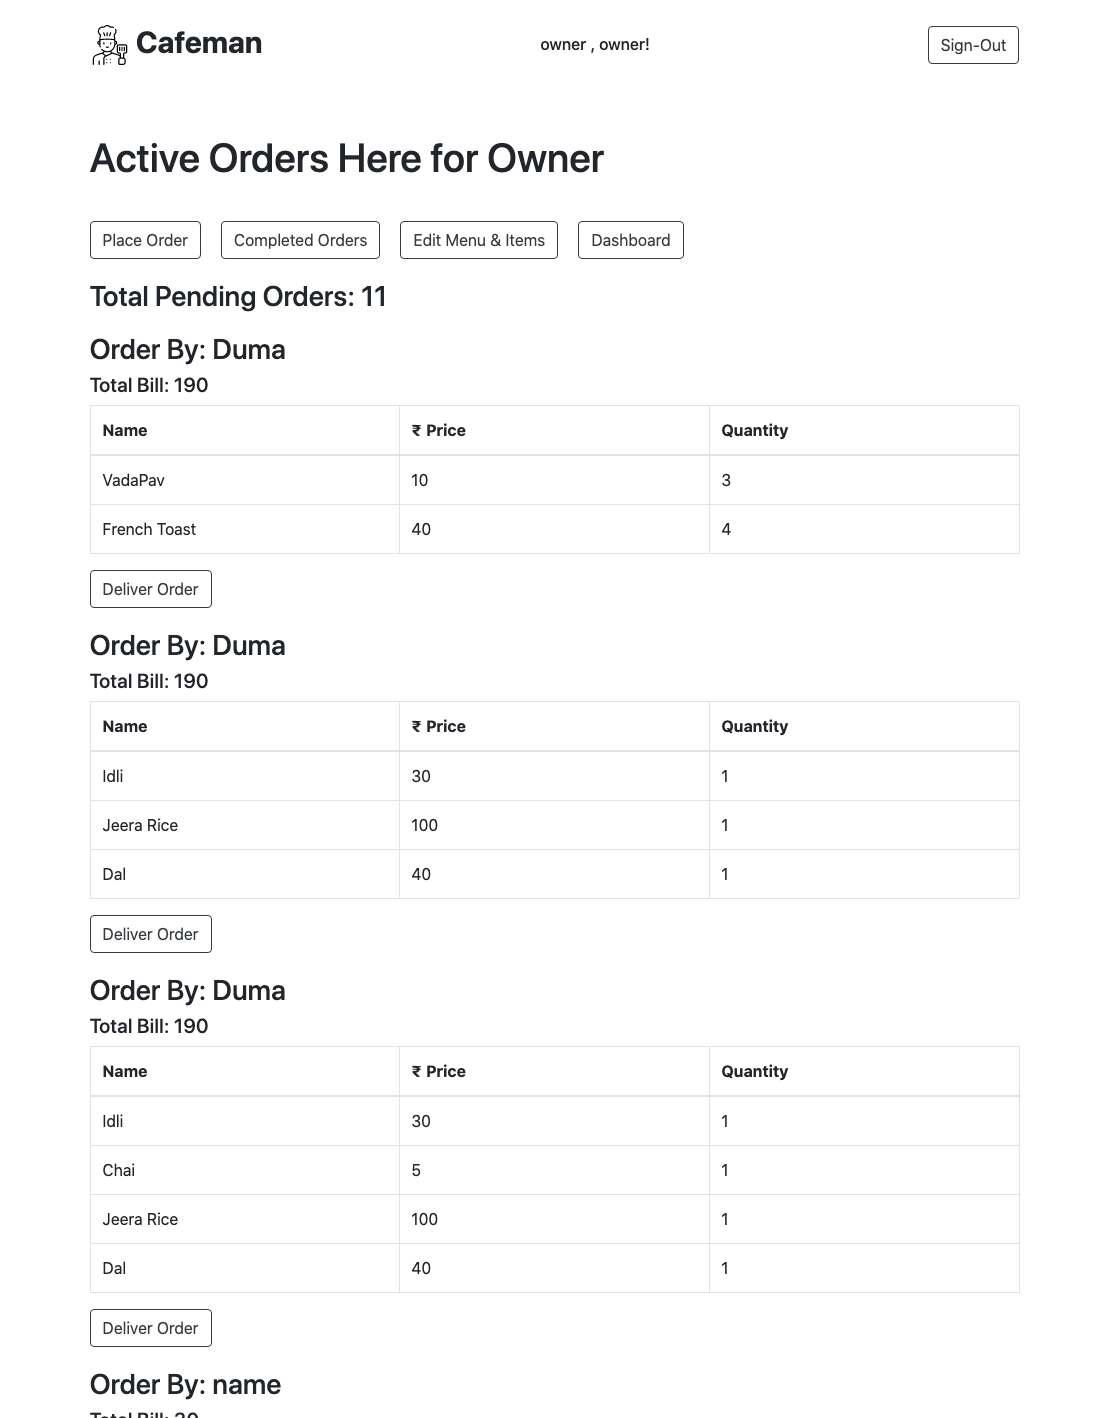 Cafeman
owner , owner!
Sign-Out
Active Orders Here for Owner
Place Order
Completed Orders
Edit Menu & Items
Dashboard
Total Pending Orders: 11
Order By: Duma
Total Bill: 190
Name ₹ Price Quantity
VadaPav 10 3
French Toast 40 4
Deliver Order
Order By: Duma
Total Bill: 190
Name ₹ Price Quantity
Idli 30 1
Jeera Rice 100 1
Dal 40 1
Deliver Order
Order By: Duma
Total Bill: 190
Name ₹ Price Quantity
Idli 30 1
Chai 5 1
Jeera Rice 100 1
Dal 40 1
Deliver Order
Order By: name
Total Bill: